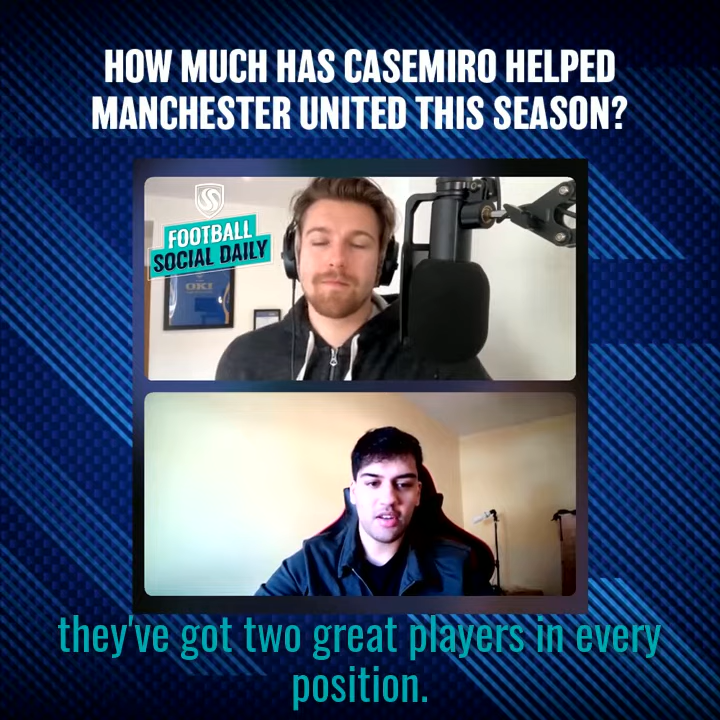 HOW MUCH HAS CASEMIRO HELPED
MANCHESTER UNITED THIS SEASON?
FOOTBALL
SOCIAL DAILY
OKI
they've got two great players in every
position.